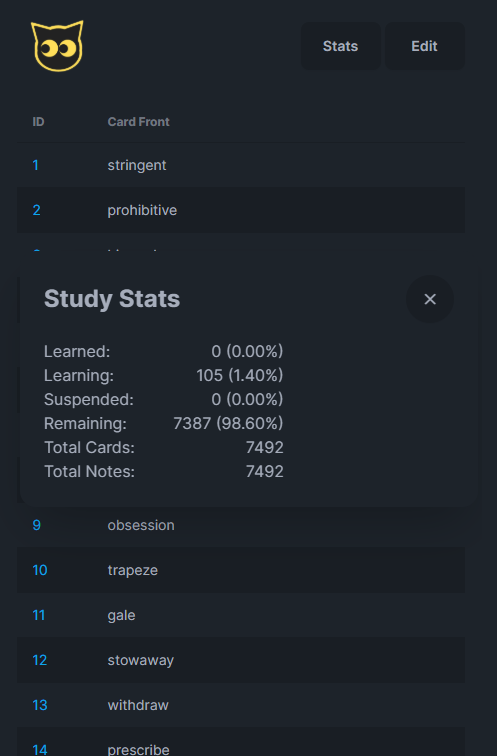 Stats Edit
ID Card Front
1 stringent
2 prohibitive
Study Stats
Learned: 0 (0.00%)
Learning: 105 (1.40%)
Suspended: 0 (0.00%)
Remaining: 7387 (98.60%)
Total Cards: 7492
Total Notes: 7492
9 obsession
10 trapeze
11 gale
12 stowaway
13 withdraw
14 prescribe